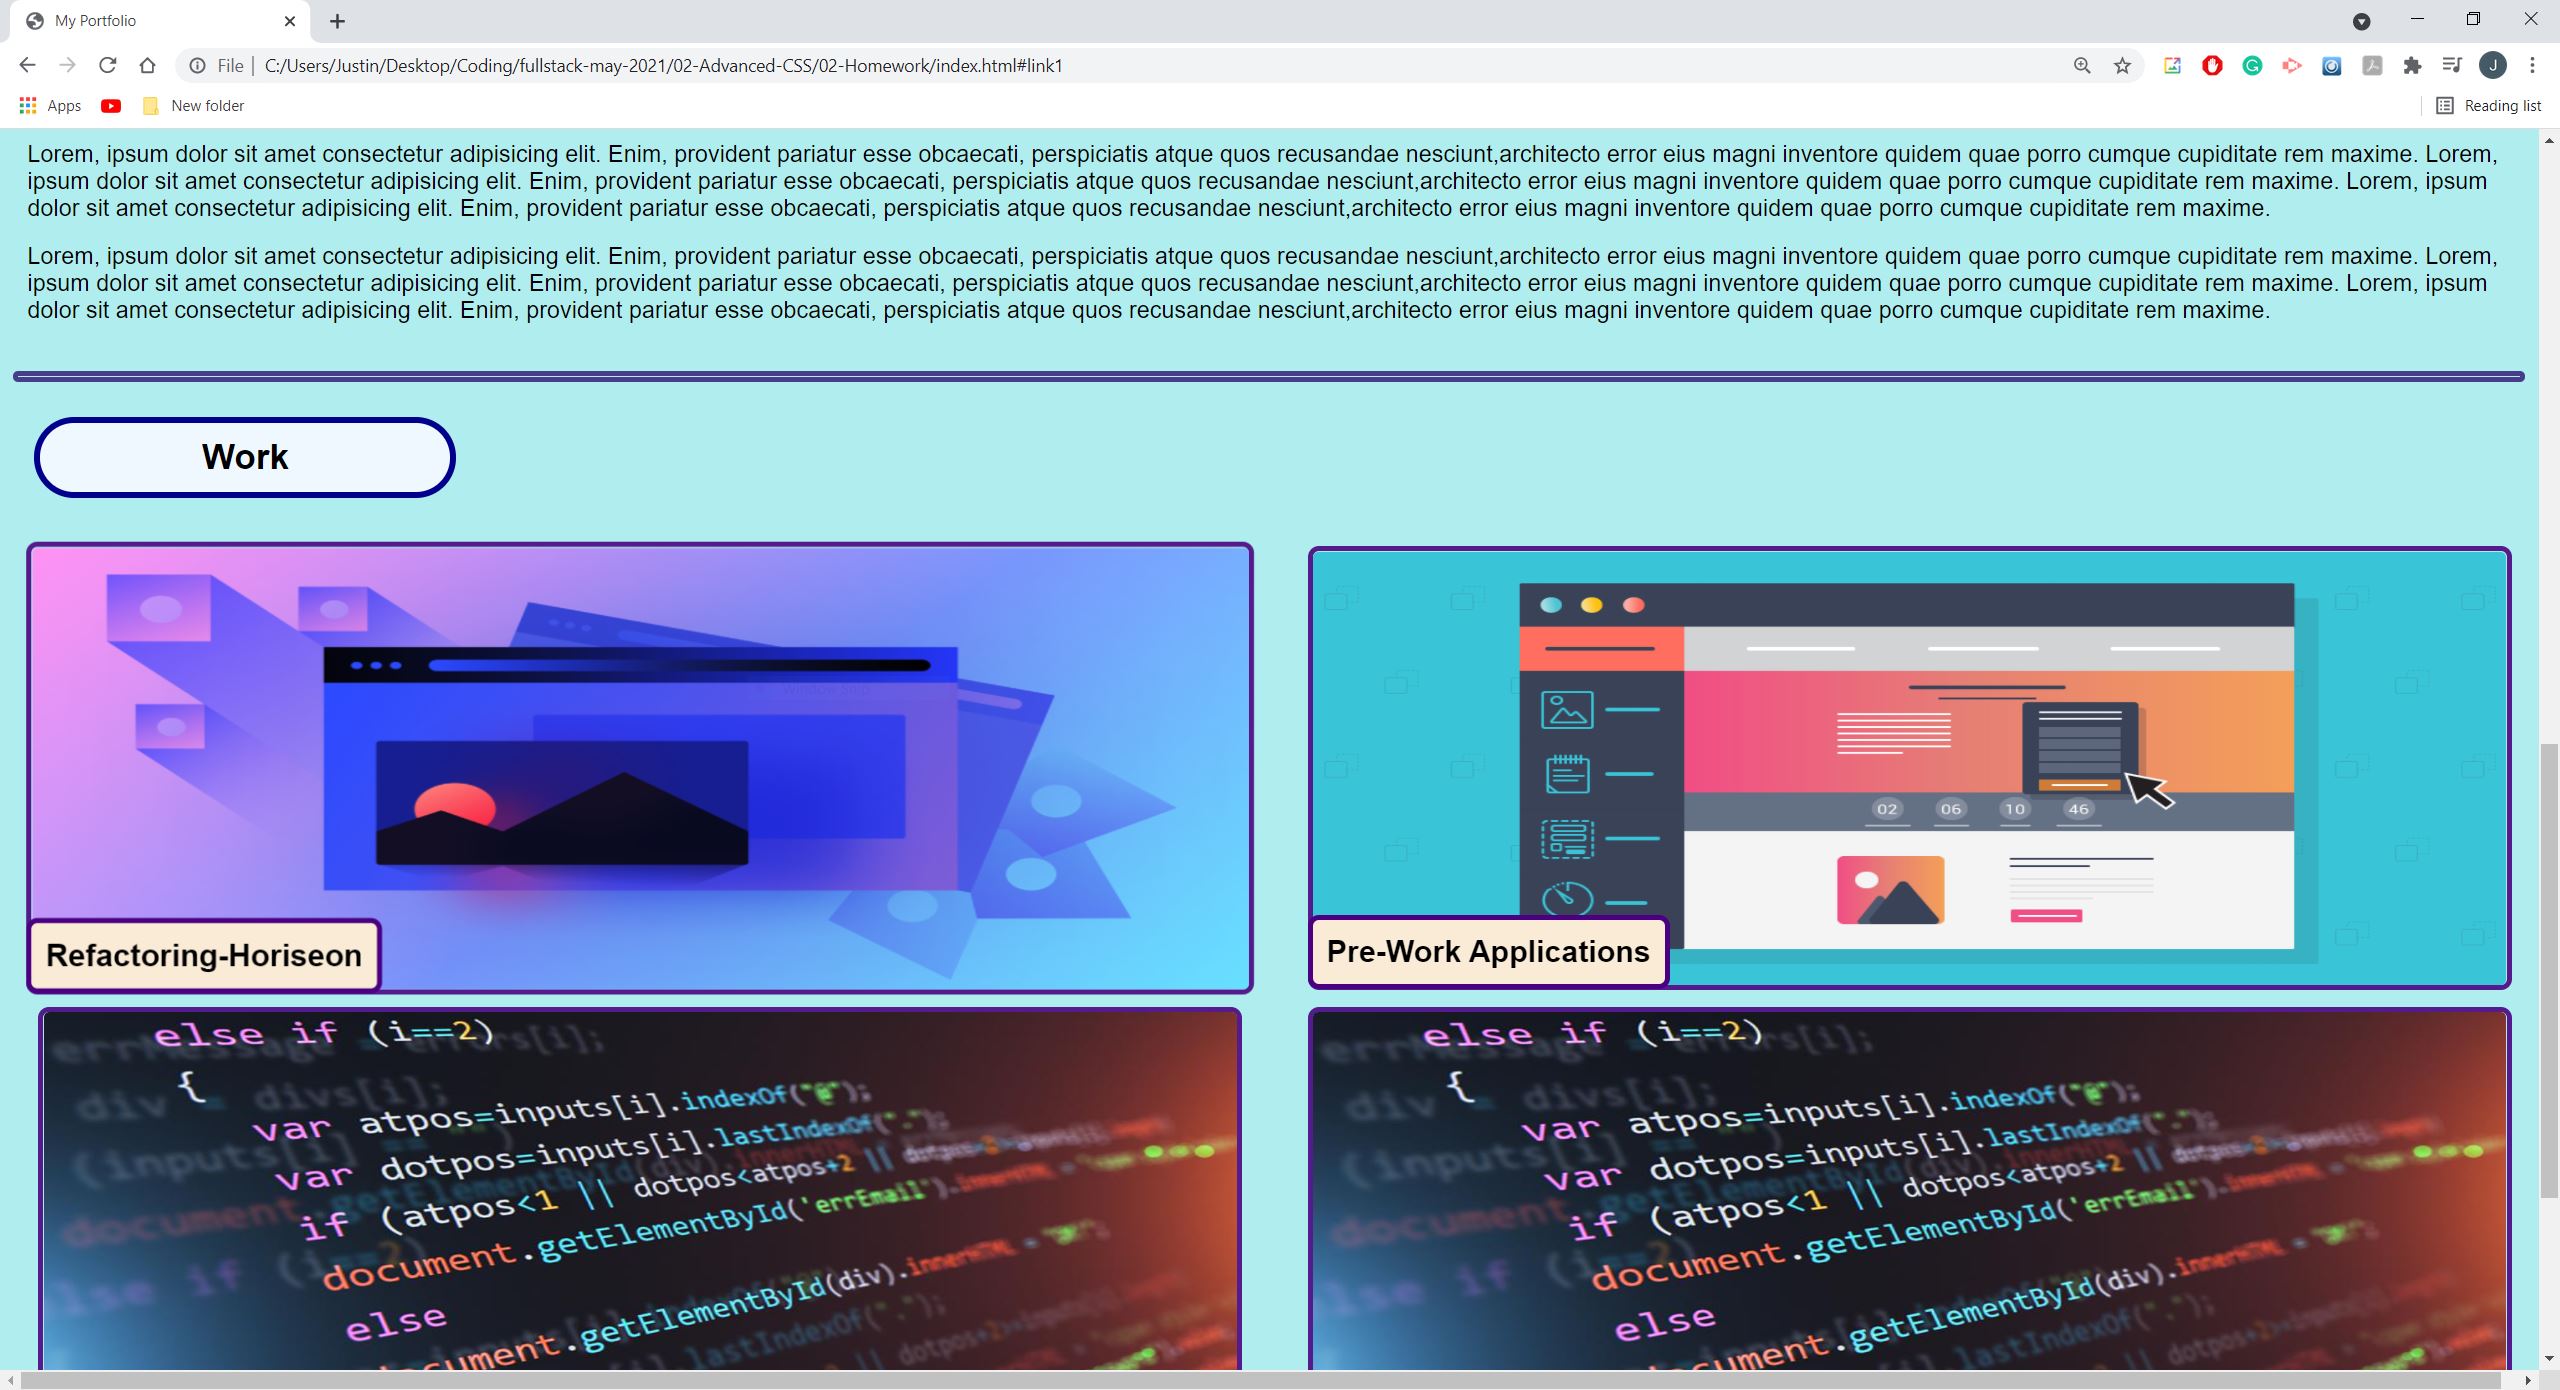 My Portfolio
File | C:/Users/Justin/Desktop/Coding/fullstack-may-2021/02-Advanced-CSS/02-Homework/index.html#link1
J
Apps
New folder
Reading list
Lorem, ipsum dolor sit amet consectetur adipisicing elit. Enim, provident pariatur esse obcaecati, perspiciatis atque quos recusandae nesciunt,architecto error eius magni inventore quidem quae porro cumque cupiditate rem maxime. Lorem,
ipsum dolor sit amet consectetur adipisicing elit. Enim, provident pariatur esse obcaecati, perspiciatis atque quos recusandae nesciunt,architecto error eius magni inventore quidem quae porro cumque cupiditate rem maxime. Lorem, ipsum
dolor sit amet consectetur adipisicing elit. Enim, provident pariatur esse obcaecati, perspiciatis atque quos recusandae nesciunt,architecto error eius magni inventore quidem quae porro cumque cupiditate rem maxime.
Lorem, ipsum dolor sit amet consectetur adipisicing elit. Enim, provident pariatur esse obcaecati, perspiciatis atque quos recusandae nesciunt,architecto error eius magni inventore quidem quae porro cumque cupiditate rem maxime. Lorem,
ipsum dolor sit amet consectetur adipisicing elit. Enim, provident pariatur esse obcaecati, perspiciatis atque quos recusandae nesciunt,architecto error eius magni inventore quidem quae porro cumque cupiditate rem maxime. Lorem, ipsum
dolor sit amet consectetur adipisicing elit. Enim, provident pariatur esse obcaecati, perspiciatis atque quos recusandae nesciunt,architecto error eius magni inventore quidem quae porro cumque cupiditate rem maxime.
Work
Window Snip
Refactoring-Horiseon
02 06 10 46
Pre-Work Applications
else if (i==2)
{
var atpos=inputs[i].indexOf("@");
var dotpos=inputs[i].lastIndexOf(".");
if (atpos<1 || dotpos<atpos+2 ||
document.getElementById('errEmail').innerHTML =
else
document.getElementById(div).innerHTML =
else if (i==2)
{
var atpos=inputs[i].indexOf("@");
var dotpos=inputs[i].lastIndexOf(".");
if (atpos<1 || dotpos<atpos+2 ||
document.getElementById('errEmail').innerHTML =
else
document.getElementById(div).innerHTML =